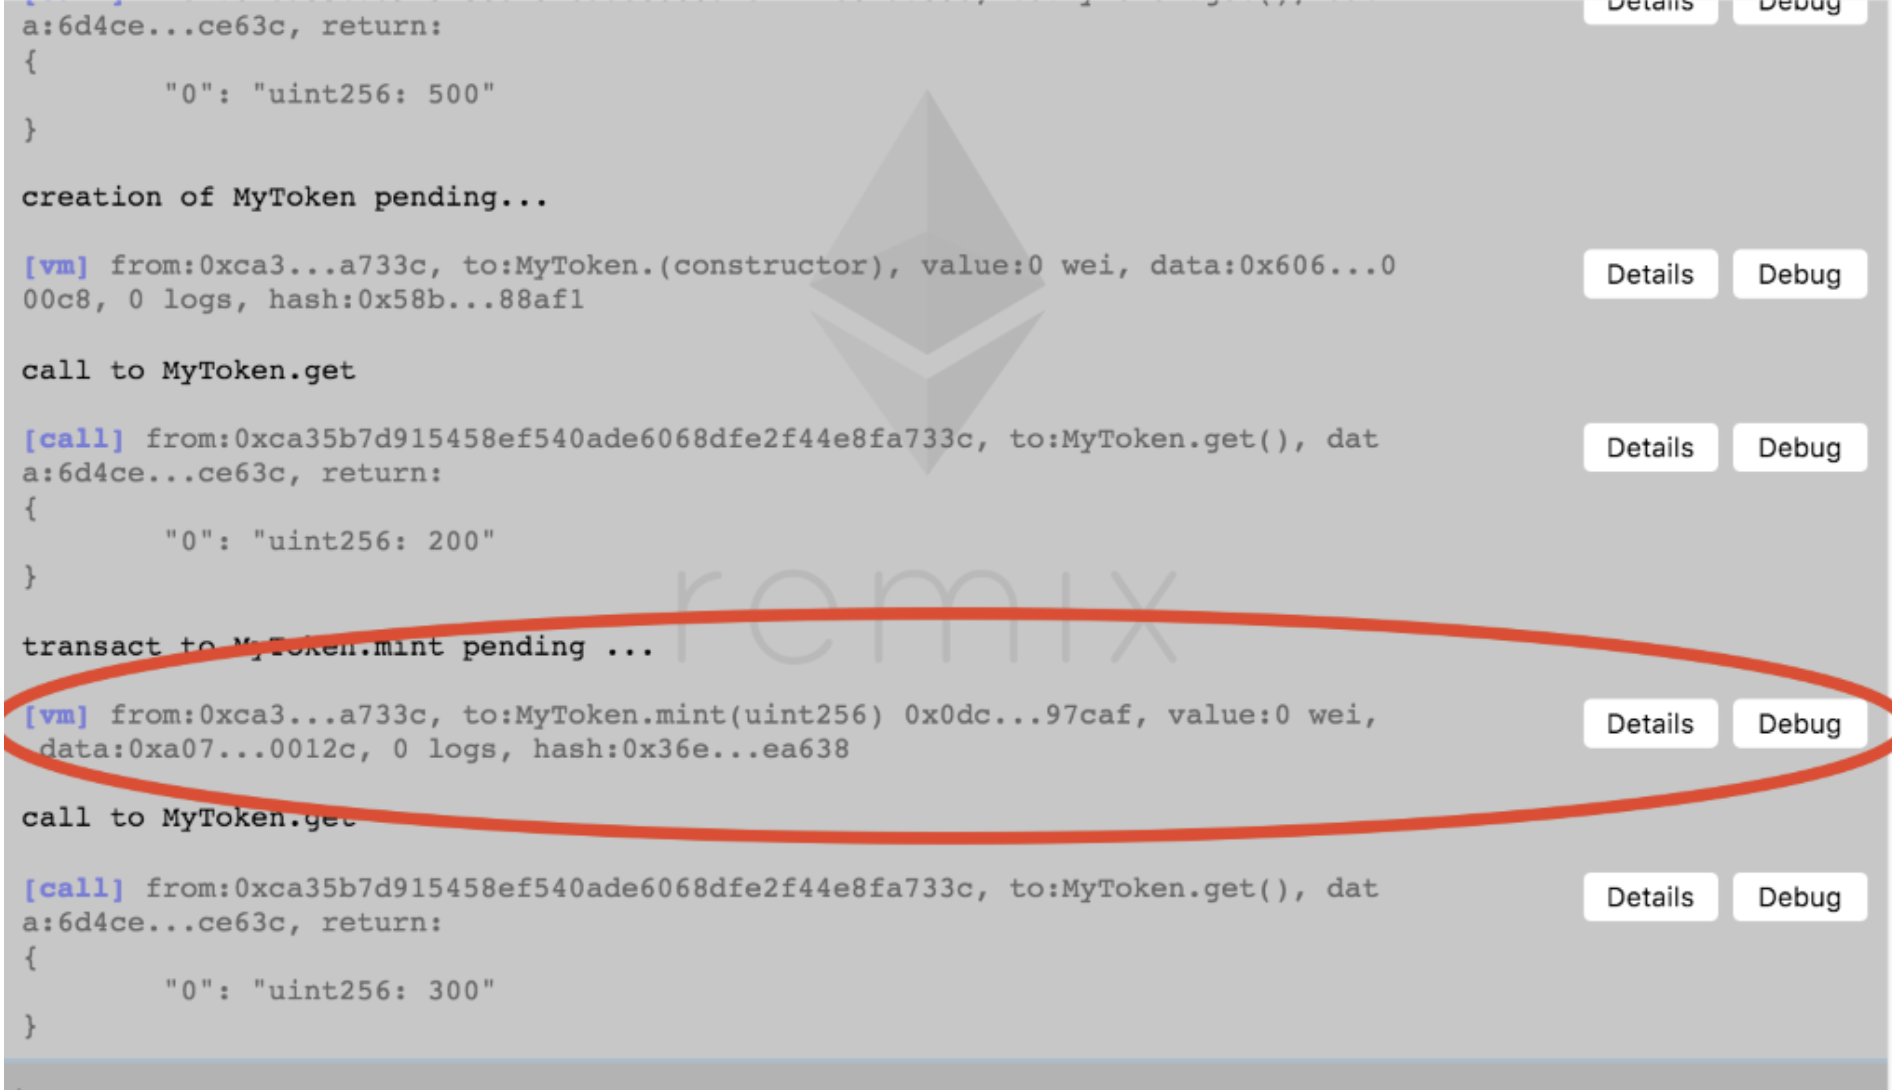 a:6d4ce...ce63c, return:
{
"0": "uint256: 500"
}
Details Debug
creation of MyToken pending...
[vm] from:0xca3...a733c, to:MyToken.(constructor), value:0 wei, data:0x606...0
00c8, 0 logs, hash:0x58b...88af1
Details Debug
call to MyToken.get
[call] from:0xca35b7d915458ef540ade6068dfe2f44e8fa733c, to:MyToken.get(), dat
a:6d4ce...ce63c, return:
{
"0": "uint256: 200"
}
Details Debug
remix
transact to MyToken.mint pending ...
[vm] from:0xca3...a733c, to:MyToken.mint(uint256) 0x0dc...97caf, value:0 wei,
data:0xa07...0012c, 0 logs, hash:0x36e...ea638
Details Debug
call to MyToken.get
[call] from:0xca35b7d915458ef540ade6068dfe2f44e8fa733c, to:MyToken.get(), dat
a:6d4ce...ce63c, return:
{
"0": "uint256: 300"
}
Details Debug